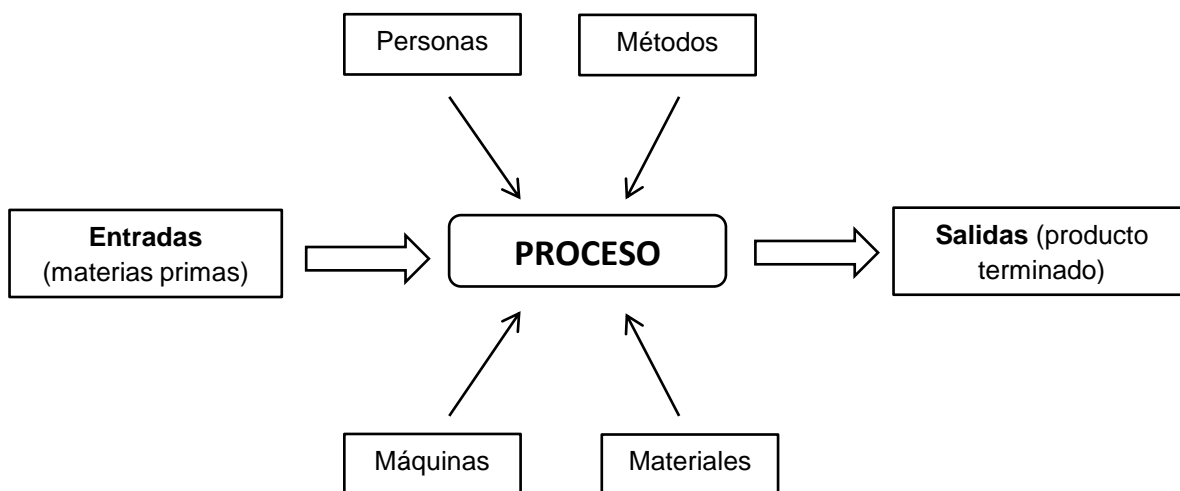 Personas
Métodos
Entradas
(materias primas)
PROCESO
Salidas (producto
terminado)
Máquinas
Materiales